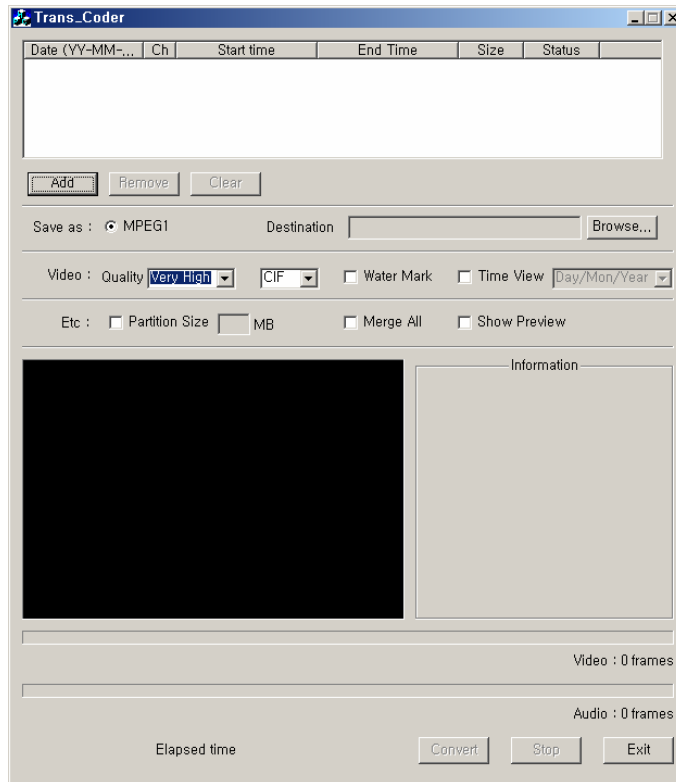 Trans_Coder
Date (YY-MM-... Ch Start time End Time Size Status
Add Remove Clear
Save as : MPEG1 Destination Browse...
Video : Quality Very High CIF Water Mark Time View Day/Mon/Year
Etc : Partition Size MB Merge All Show Preview
Information
Video : 0 frames
Audio : 0 frames
Elapsed time Convert Stop Exit